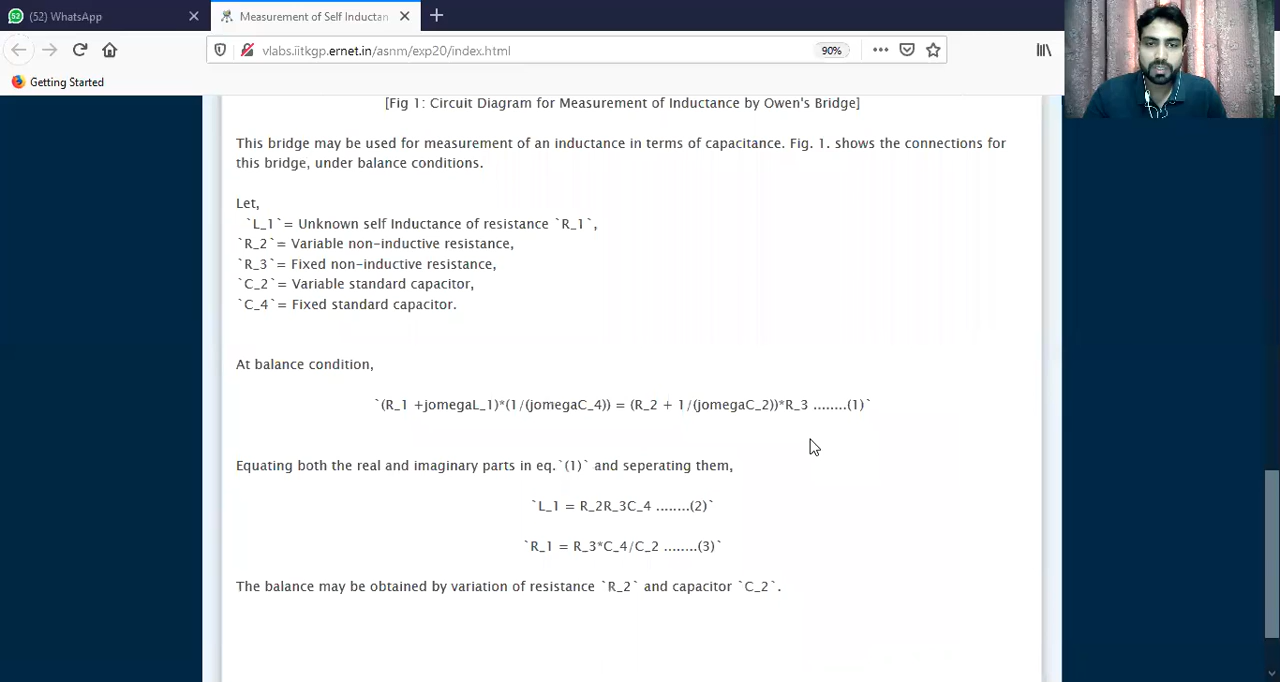 (52) WhatsApp
Measurement of Self Inductan
vlabs.iitkgp.ernet.in/asnm/exp20/index.html
90%
Getting Started
[Fig 1: Circuit Diagram for Measurement of Inductance by Owen's Bridge]
This bridge may be used for measurement of an inductance in terms of capacitance. Fig. 1. shows the connections for
this bridge, under balance conditions.
Let,
`L_1`= Unknown self Inductance of resistance `R_1`,
`R_2`= Variable non-inductive resistance,
`R_3`= Fixed non-inductive resistance,
`C_2`= Variable standard capacitor,
`C_4`= Fixed standard capacitor.
At balance condition,
`(R_1 +jomegaL_1)*(1/(jomegaC_4)) = (R_2 + 1/(jomegaC_2))*R_3 ........(1)`
Equating both the real and imaginary parts in eq.`(1)` and seperating them,
`L_1 = R_2R_3C_4 ........(2)`
`R_1 = R_3*C_4/C_2 ........(3)`
The balance may be obtained by variation of resistance `R_2` and capacitor `C_2`.